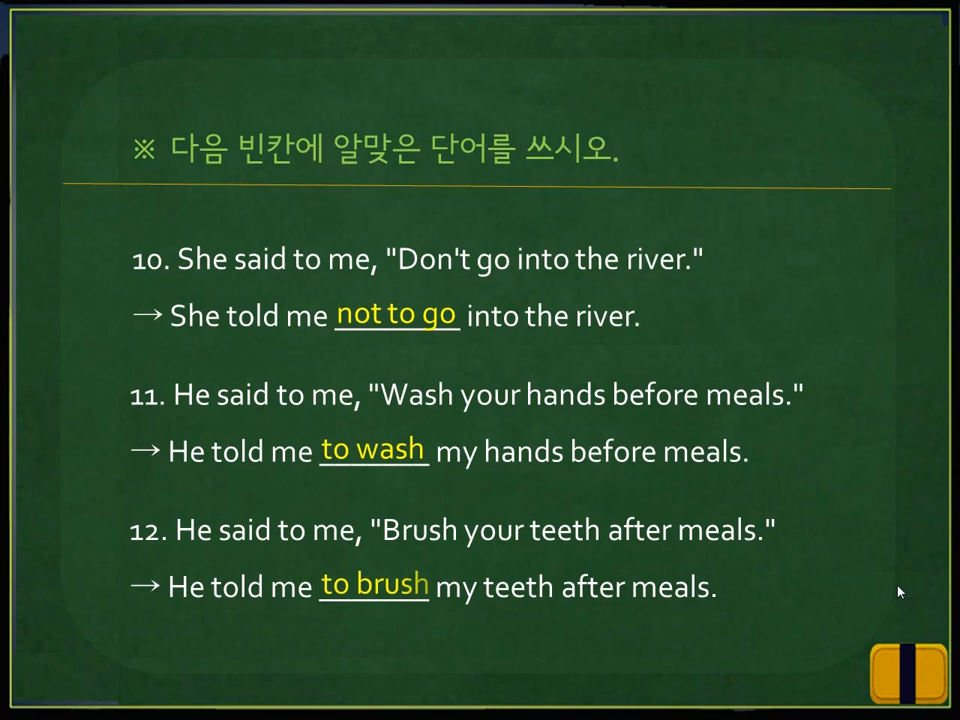 ※ 다음 빈칸에 알맞은 단어를 쓰시오.
10. She said to me, "Don't go into the river."
→ She told me not to go into the river.
11. He said to me, "Wash your hands before meals."
→ He told me to wash my hands before meals.
12. He said to me, "Brush your teeth after meals."
→ He told me to brush my teeth after meals.